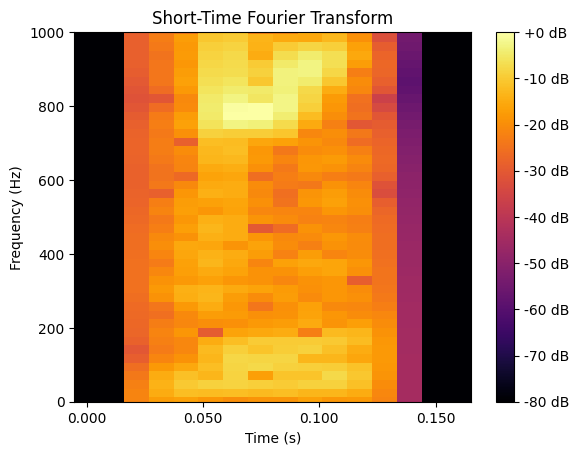 Short-Time Fourier Transform
Frequency (Hz)
1000
800
600
400
200
0
0.000
0.050
0.100
0.150
Time (s)
+0 dB
-10 dB
-20 dB
-30 dB
-40 dB
-50 dB
-60 dB
-70 dB
-80 dB